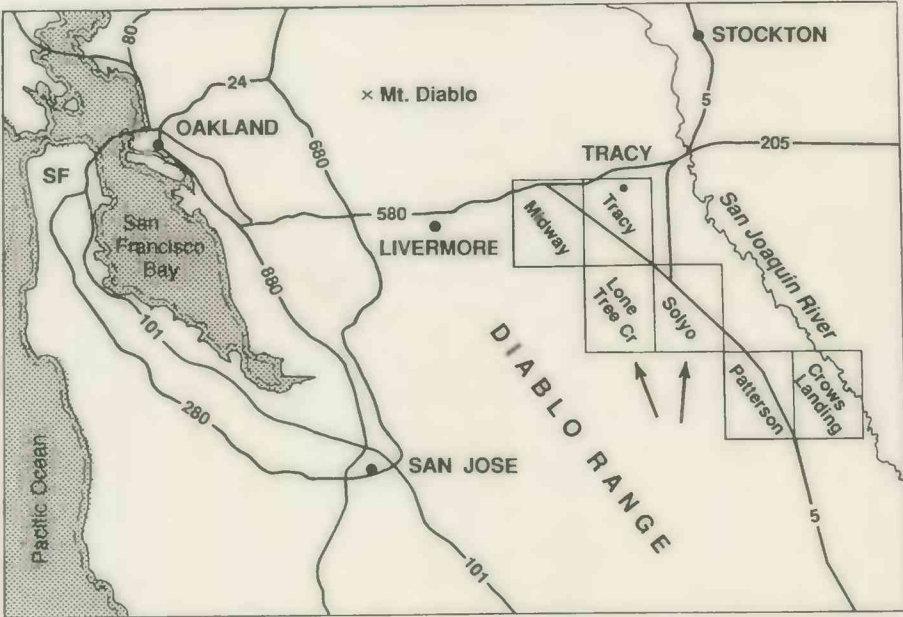 80
24
× Mt. Diablo
STOCKTON
5
OAKLAND
680
TRACY
205
SF
580
Midway
Tracy
San Joaquin River
San
Francisco
Bay
LIVERMORE
880
Lone
Tree Cr
Solyo
101
DIABLO RANGE
Patterson
Crows
Landing
280
SAN JOSE
Pacific Ocean
101
5